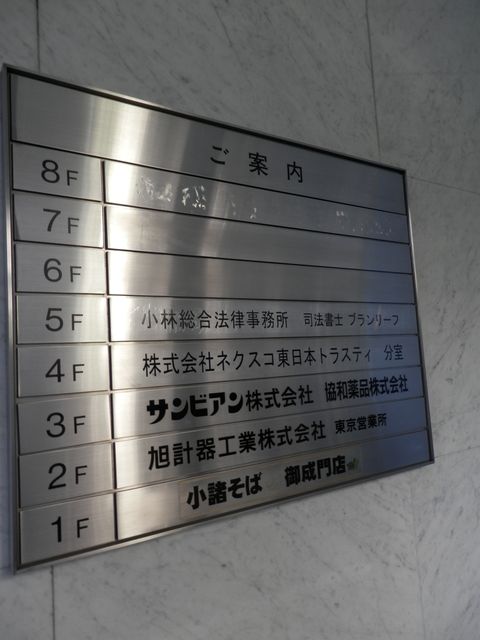 ご案内
8F
7F
6F
5F 小林総合法律事務所 司法書士 ブランリーフ
4F 株式会社ネクスコ東日本トラスティ 分室
3F サンビアン株式会社 協和薬品株式会社
2F 旭計器工業株式会社 東京営業所
1F 小諸そば 御成門店